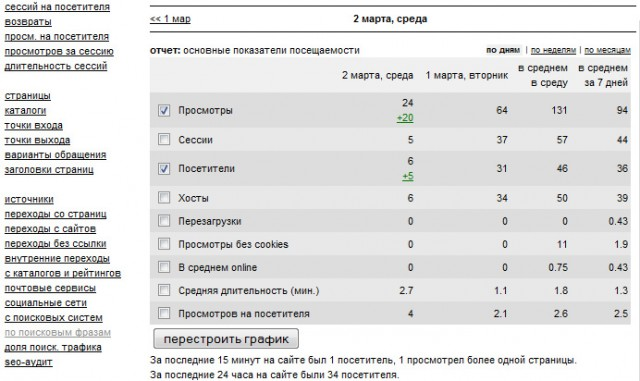 сессий на посетителя
возвраты
просм. на посетителя
просмотров за сессию
длительность сессий
страницы
каталоги
точки входа
точки выхода
варианты обращения
заголовки страниц
источники
переходы со страниц
переходы с сайтов
переходы без ссылки
внутренние переходы
с каталогов и рейтингов
почтовые сервисы
социальные сети
с поисковых систем
по поисковым фразам
доля поиск. трафика
seo-аудит
<< 1 мар 2 марта, среда
отчет: основные показатели посещаемости по дням | по неделям | по месяцам
2 марта, среда 1 марта, вторник в среднем в среду в среднем за 7 дней
Просмотры 24 +20 64 131 94
Сессии 5 37 57 44
Посетители 6 +5 31 46 36
Хосты 6 34 50 39
Перезагрузки 0 0 0 0.43
Просмотры без cookies 0 0 11 1.9
В среднем online 0 0 0.75 0.43
Средняя длительность (мин.) 2.7 1.1 1.8 1.3
Просмотров на посетителя 4 2.1 2.6 2.5
перестроить график
За последние 15 минут на сайте был 1 посетитель, 1 просмотрел более одной страницы.
За последние 24 часа на сайте были 34 посетителя.